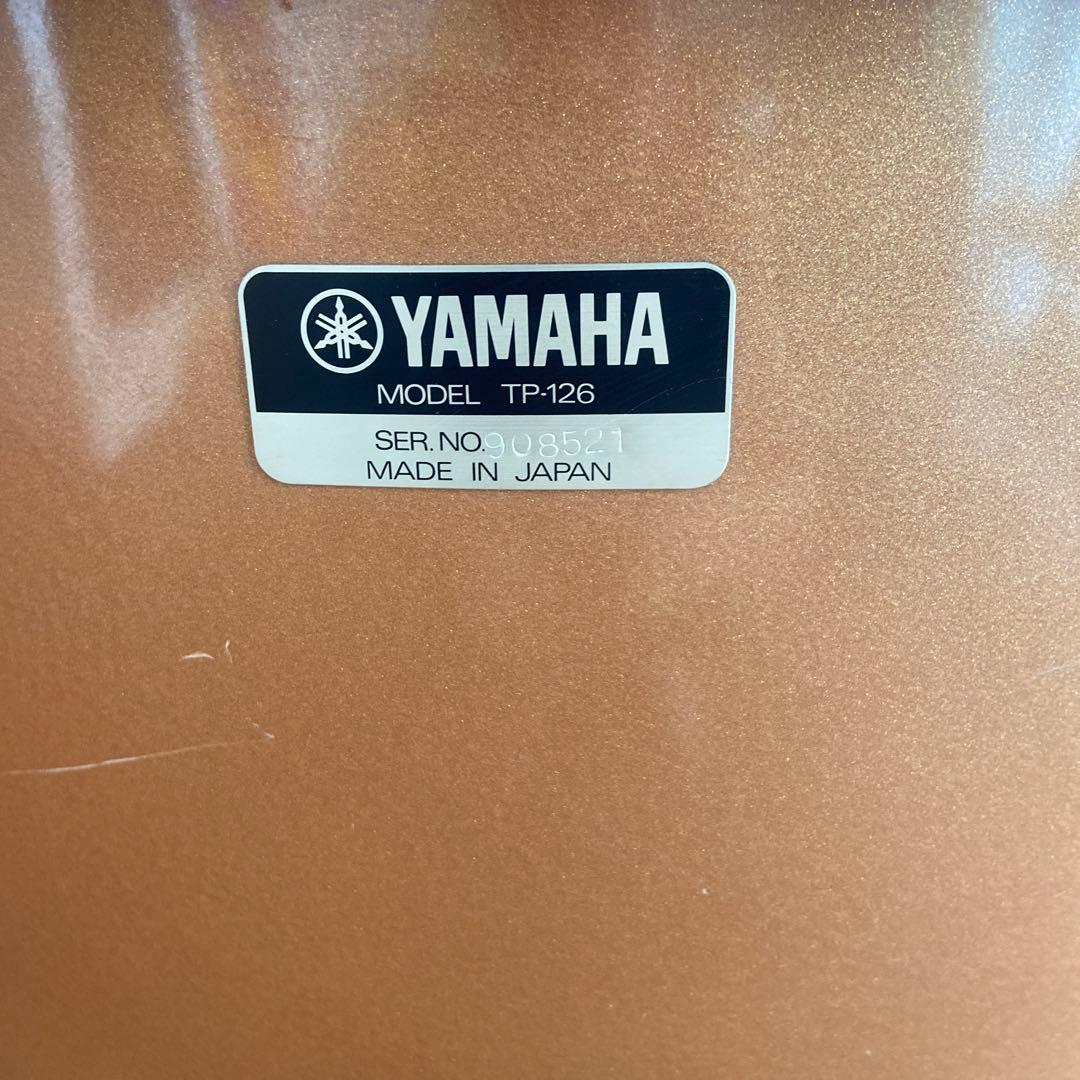 YAMAHA
MODEL TP-126
SER. NO. 908521
MADE IN JAPAN